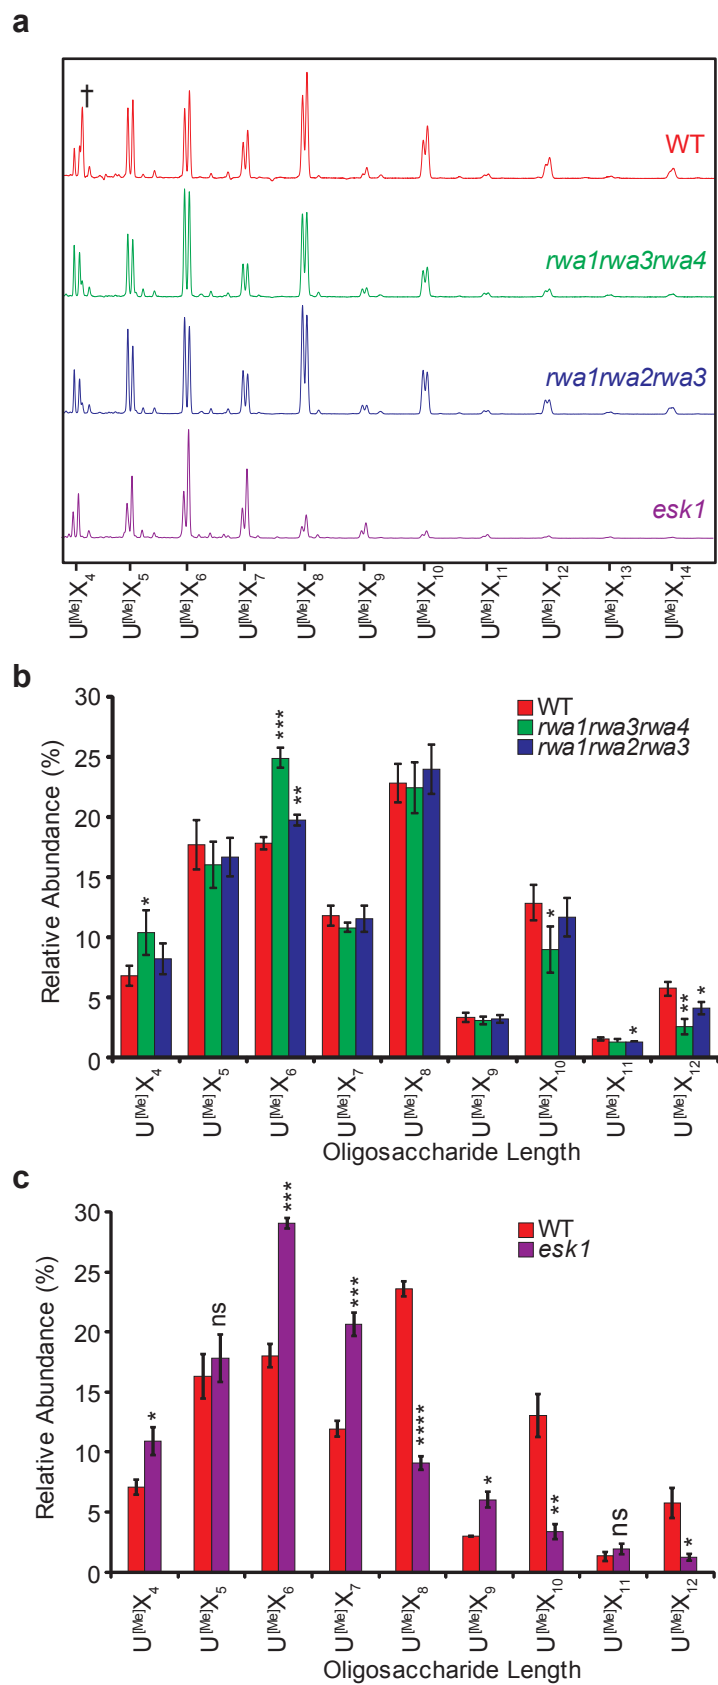 a
†
WT
rwa1rwa3rwa4
rwa1rwa2rwa3
esk1
U[Me]X4 U[Me]X5 U[Me]X6 U[Me]X7 U[Me]X8 U[Me]X9 U[Me]X10 U[Me]X11 U[Me]X12 U[Me]X13 U[Me]X14
b
Relative Abundance (%)
30
25
20
15
10
5
0
WT
rwa1rwa3rwa4
rwa1rwa2rwa3
* *** ** * * ** *
U[Me]X4 U[Me]X5 U[Me]X6 U[Me]X7 U[Me]X8 U[Me]X9 U[Me]X10 U[Me]X11 U[Me]X12
Oligosaccharide Length
c
Relative Abundance (%)
30
25
20
15
10
5
0
WT
esk1
* ns *** *** **** * ** ns *
U[Me]X4 U[Me]X5 U[Me]X6 U[Me]X7 U[Me]X8 U[Me]X9 U[Me]X10 U[Me]X11 U[Me]X12
Oligosaccharide Length